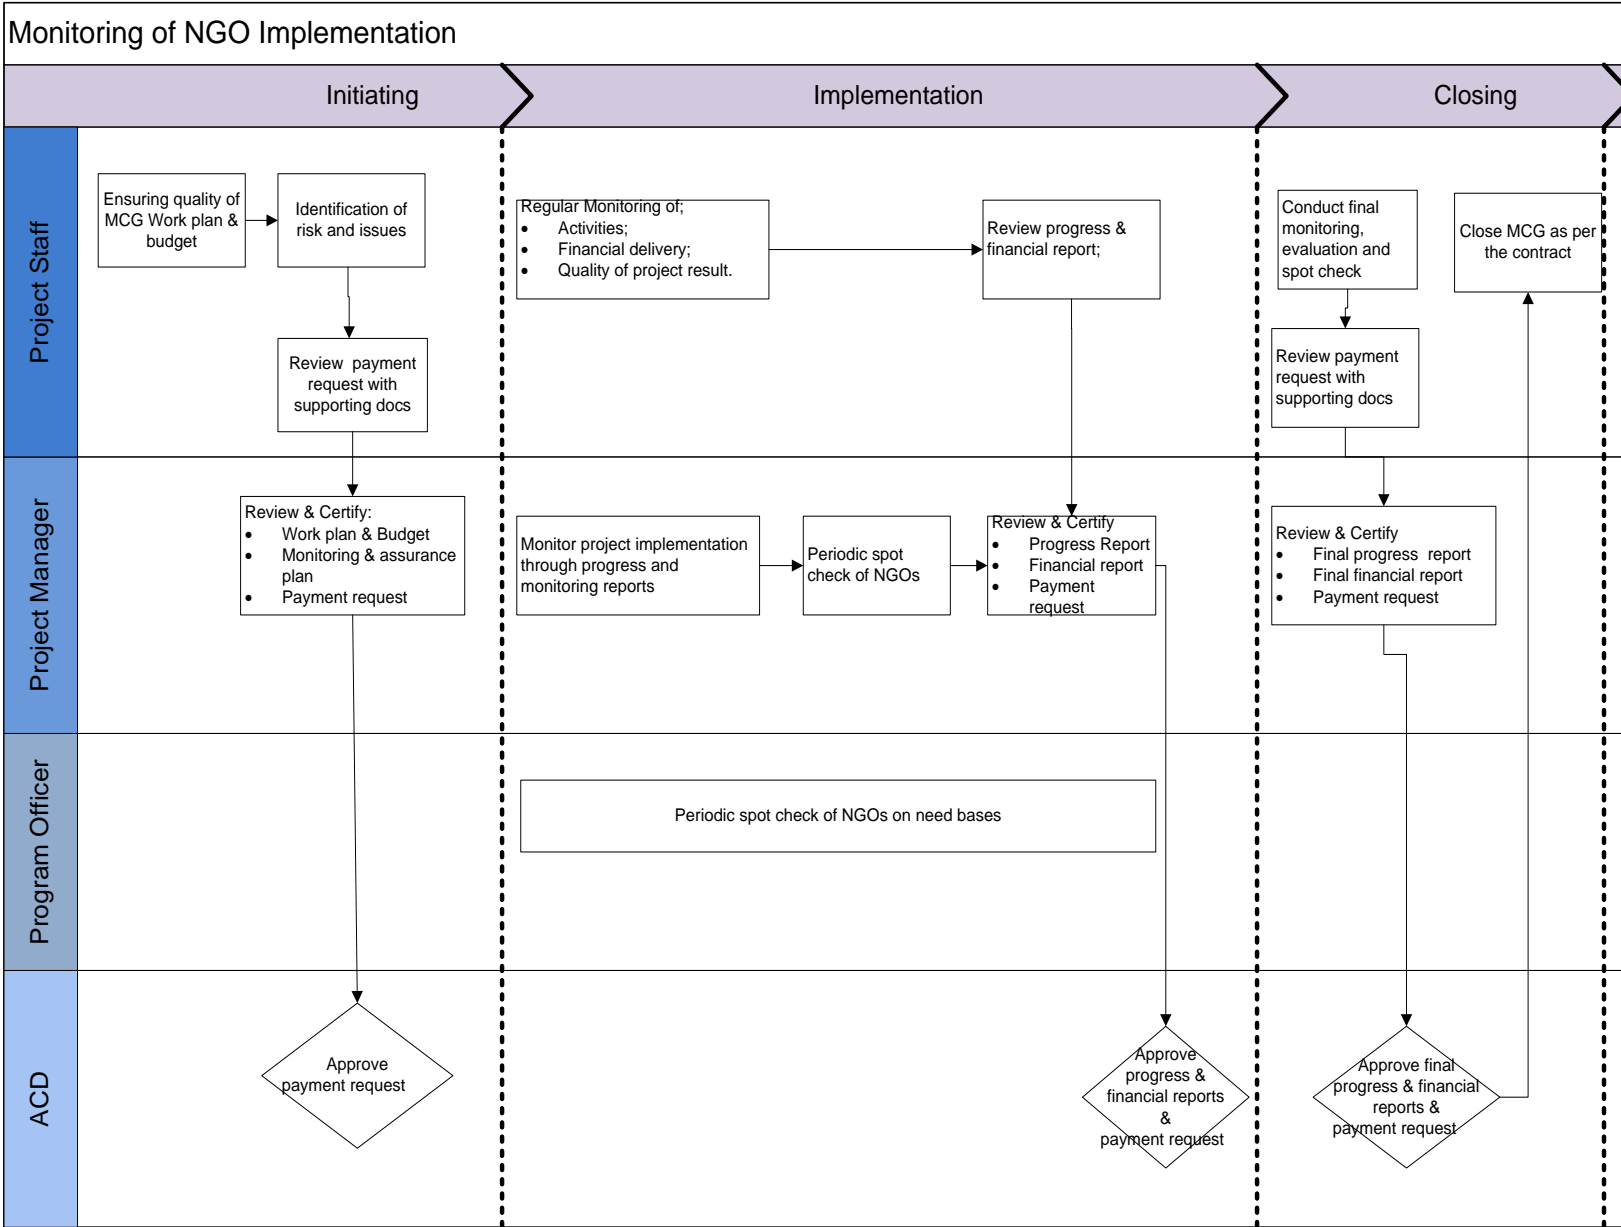 Monitoring of NGO Implementation
Initiating
Implementation
Closing
Project Staff
Ensuring quality of
MCG Work plan &
budget
Identification of
risk and issues
Review  payment
request with
supporting docs
Regular Monitoring of;
• Activities;
• Financial delivery;
• Quality of project result.
Review progress &
financial report;
Conduct final
monitoring,
evaluation and
spot check
Review payment
request with
supporting docs
Close MCG as per
the contract
Project Manager
Review & Certify:
• Work plan & Budget
• Monitoring & assurance
plan
• Payment request
Monitor project implementation
through progress and
monitoring reports
Periodic spot
check of NGOs
Review & Certify
• Progress Report
• Financial report
• Payment
request
Review & Certify
• Final progress  report
• Final financial report
• Payment request
Program Officer
Periodic spot check of NGOs on need bases
ACD
Approve
payment request
Approve
progress &
financial reports
&
payment request
Approve final
progress & financial
reports &
payment request